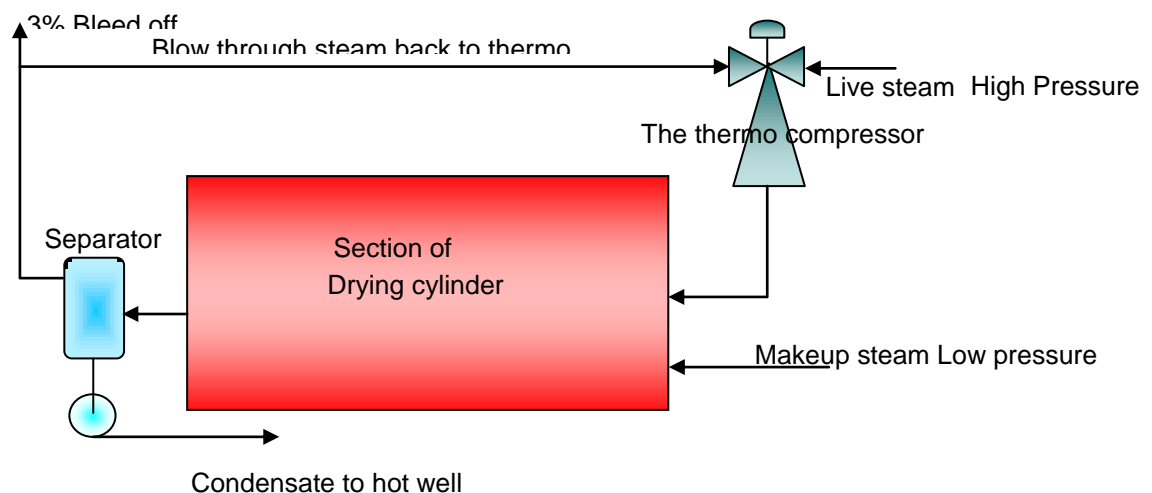 3% Bleed off
Blow through steam back to thermo
Live steam High Pressure
The thermo compressor
Separator
Section of
Drying cylinder
Makeup steam Low pressure
Condensate to hot well